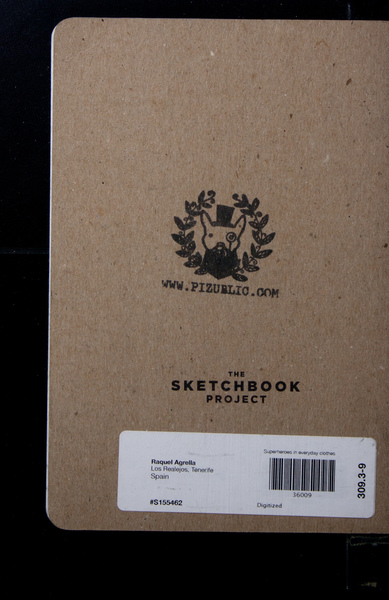 WWW.PIZUBLIC.COM
THE
SKETCHBOOK
PROJECT
Superheroes in everyday clothes
Raquel Agrella
Los Realejos, Tenerife
Spain
36009
309.3-9
#S155462
Digitized